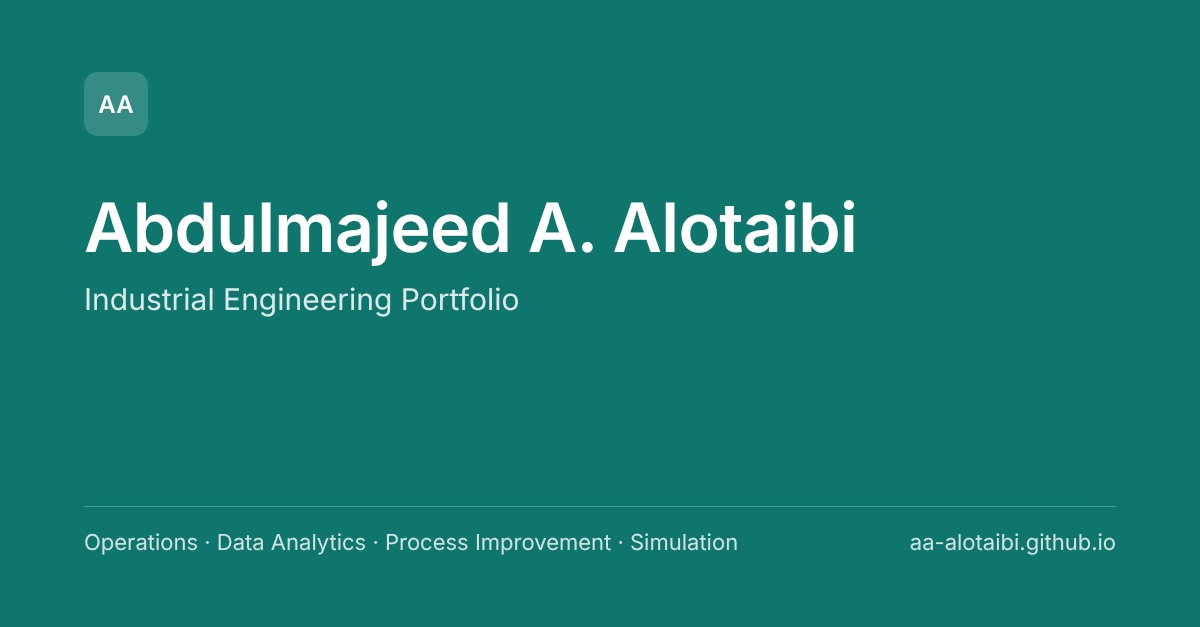 AA
Abdulmajeed A. Alotaibi
Industrial Engineering Portfolio
Operations · Data Analytics · Process Improvement · Simulation
aa-alotaibi.github.io